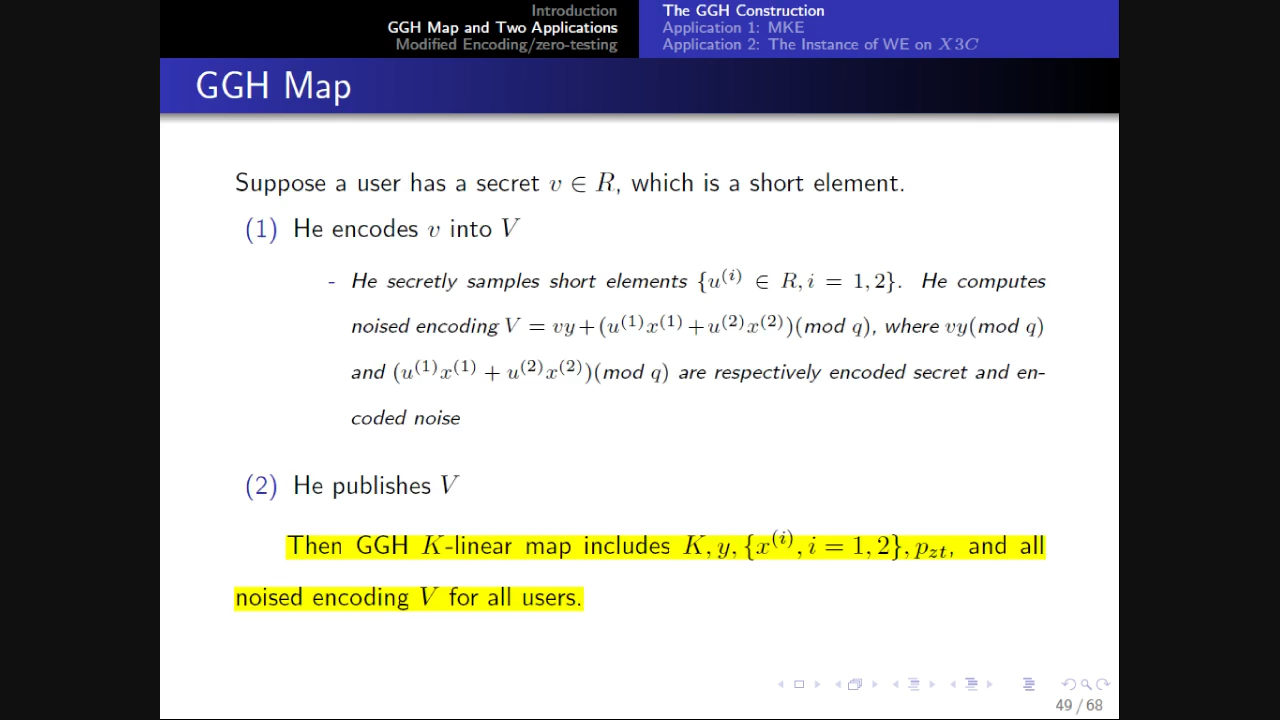 Introduction
GGH Map and Two Applications
Modified Encoding/zero-testing
The GGH Construction
Application 1: MKE
Application 2: The Instance of WE on X3C
GGH Map
Suppose a user has a secret v ∈ R, which is a short element.
(1) He encodes v into V
- He secretly samples short elements {u^(i) ∈ R, i = 1, 2}. He computes
noised encoding V = vy+(u^(1)x^(1)+u^(2)x^(2))(mod q), where vy(mod q)
and (u^(1)x^(1) + u^(2)x^(2))(mod q) are respectively encoded secret and en-
coded noise
(2) He publishes V
Then GGH K-linear map includes K, y, {x^(i), i = 1, 2}, p_zt, and all
noised encoding V for all users.
49 / 68